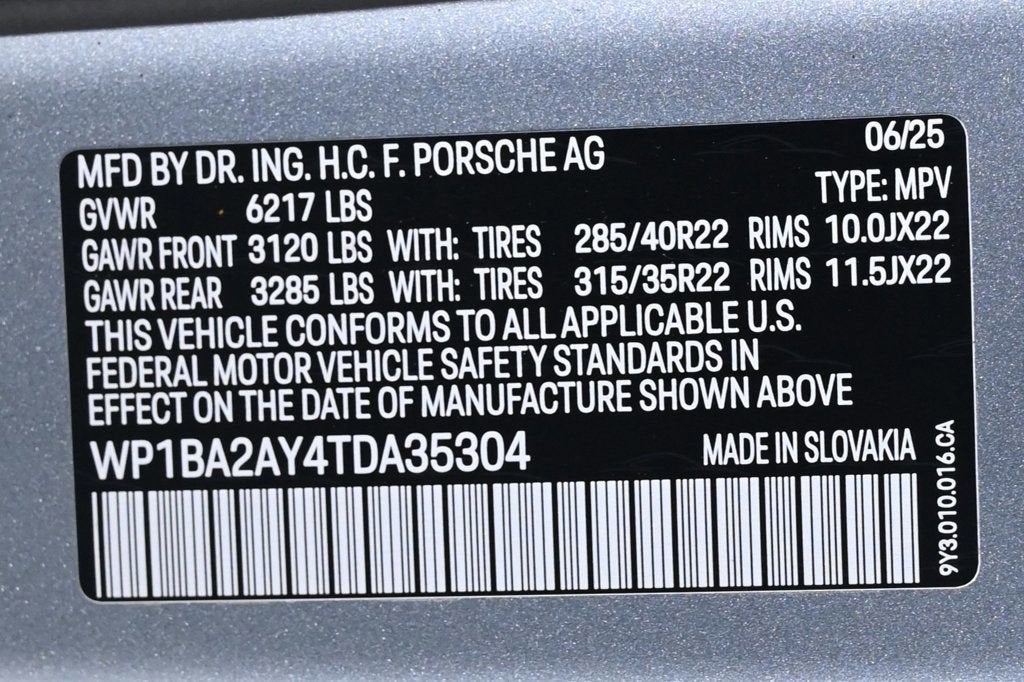 MFD BY DR. ING. H.C. F. PORSCHE AG 06/25
GVWR 6217 LBS TYPE: MPV
GAWR FRONT 3120 LBS WITH: TIRES 285/40R22 RIMS 10.0JX22
GAWR REAR 3285 LBS WITH: TIRES 315/35R22 RIMS 11.5JX22
THIS VEHICLE CONFORMS TO ALL APPLICABLE U.S.
FEDERAL MOTOR VEHICLE SAFETY STANDARDS IN
EFFECT ON THE DATE OF MANUFACTURE SHOWN ABOVE
WP1BA2AY4TDA35304 MADE IN SLOVAKIA
9Y3.010.016.CA